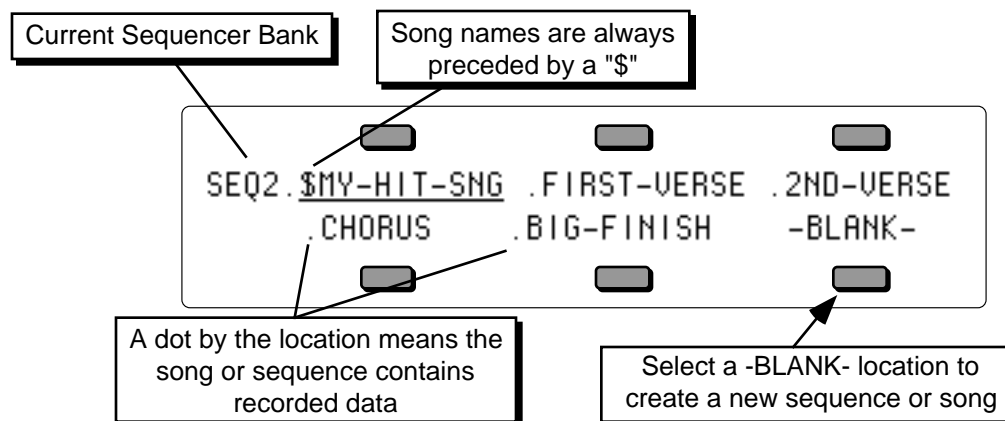 Current Sequencer Bank
Song names are always
preceded by a "$"
SEQ2.$MY-HIT-SNG .FIRST-VERSE .2ND-VERSE
.CHORUS .BIG-FINISH -BLANK-
A dot by the location means the
song or sequence contains
recorded data
Select a -BLANK- location to
create a new sequence or song